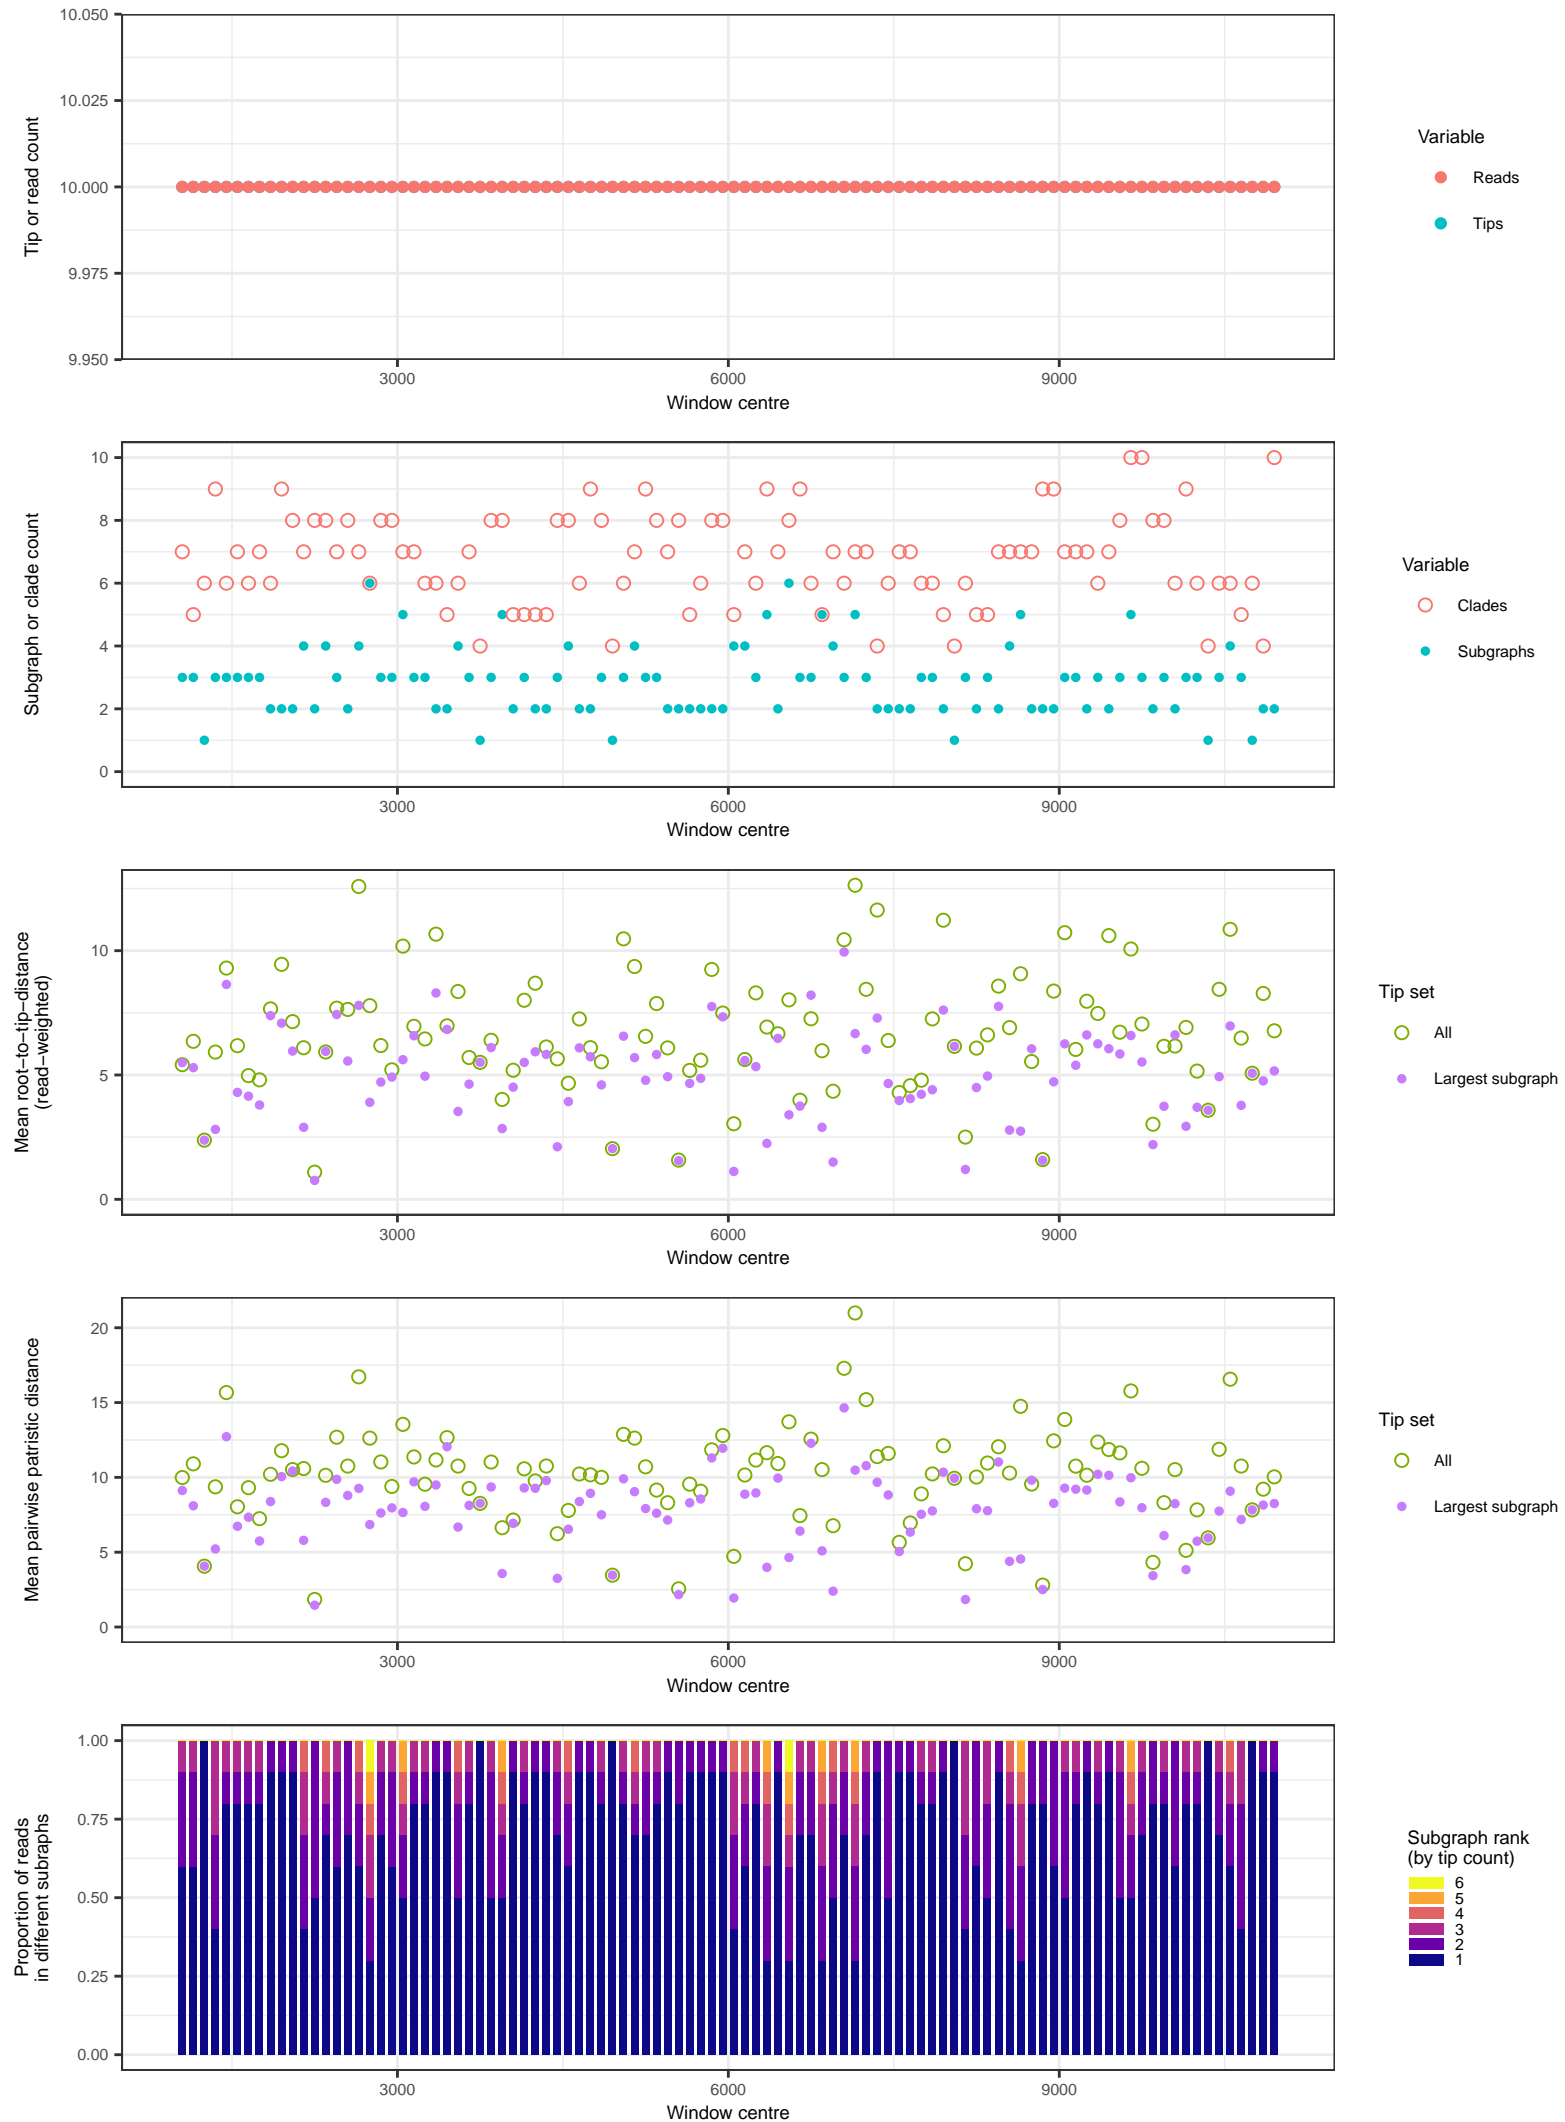 10.050
10.025
10.000
9.975
9.950
Tip or read count
3000 6000 9000
Window centre
Variable
Reads
Tips
10
8
6
4
2
0
Subgraph or clade count
3000 6000 9000
Window centre
Variable
Clades
Subgraphs
10
5
0
Mean root−to−tip−distance
(read−weighted)
3000 6000 9000
Window centre
Tip set
All
Largest subgraph
20
15
10
5
0
Mean pairwise patristic distance
3000 6000 9000
Window centre
Tip set
All
Largest subgraph
1.00
0.75
0.50
0.25
0.00
Proportion of reads
in different subraphs
3000 6000 9000
Window centre
Subgraph rank
(by tip count)
6
5
4
3
2
1